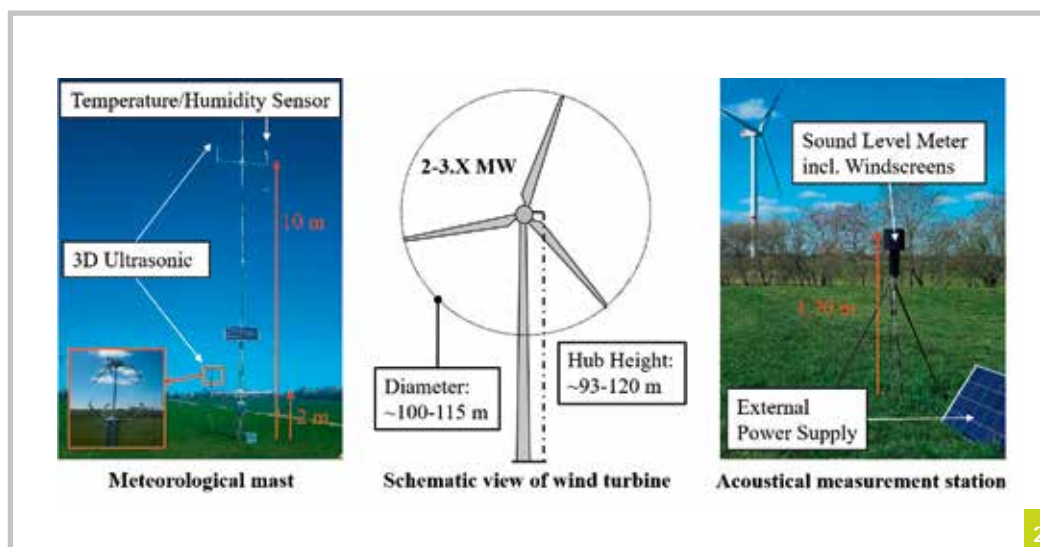 Temperature/Humidity Sensor
10 m
3D Ultrasonic
2 m
Meteorological mast
2-3.X MW
Diameter:
~100-115 m
Hub Height:
~93-120 m
Schematic view of wind turbine
Sound Level Meter
incl. Windscreens
1.70 m
External
Power Supply
Acoustical measurement station
2